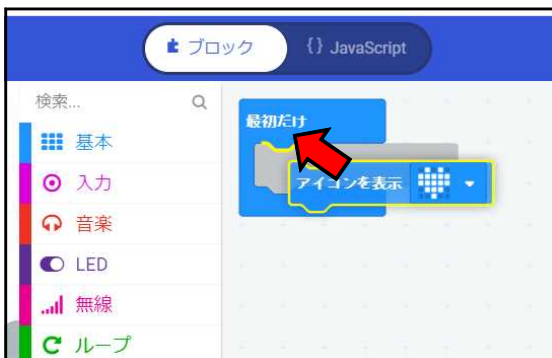 ブロック
{} JavaScript
検索...
基本
入力
音楽
LED
無線
ループ
最初だけ
アイコンを表示